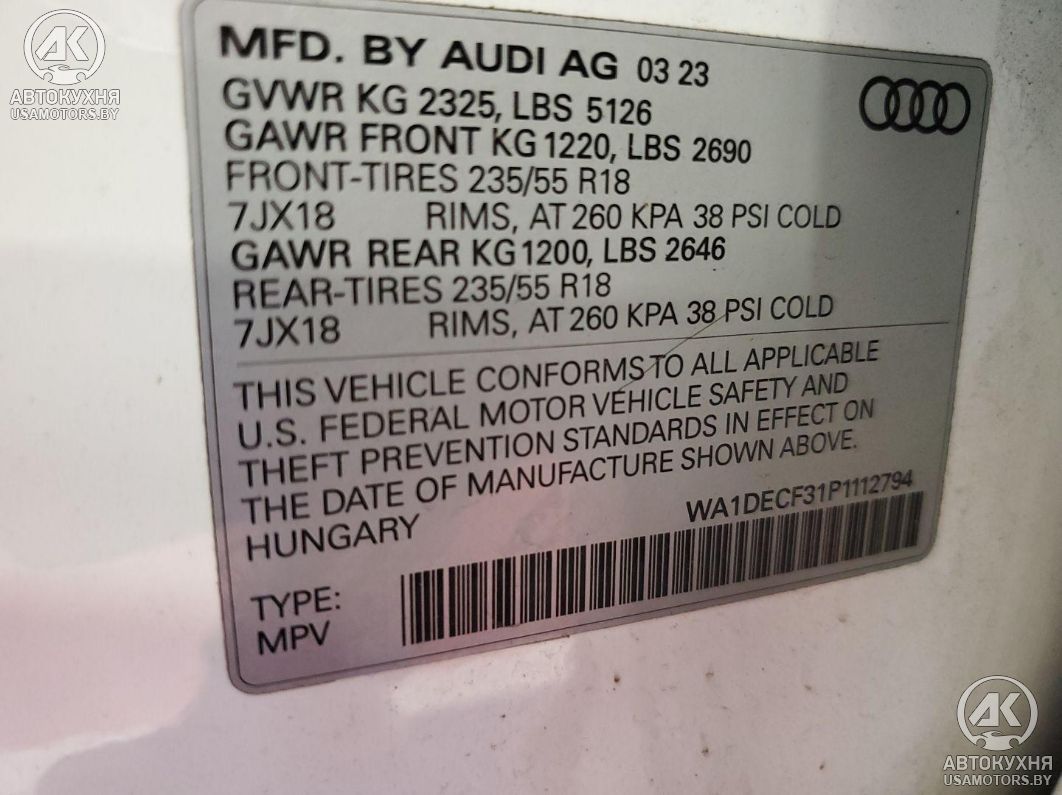 AK
АВТОКУХНЯ
USAMOTORS.BY
MFD. BY AUDI AG 03 23
GVWR KG 2325, LBS 5126
GAWR FRONT KG 1220, LBS 2690
FRONT-TIRES 235/55 R18
7JX18 RIMS, AT 260 KPA 38 PSI COLD
GAWR REAR KG 1200, LBS 2646
REAR-TIRES 235/55 R18
7JX18 RIMS, AT 260 KPA 38 PSI COLD
THIS VEHICLE CONFORMS TO ALL APPLICABLE
U.S. FEDERAL MOTOR VEHICLE SAFETY AND
THEFT PREVENTION STANDARDS IN EFFECT ON
THE DATE OF MANUFACTURE SHOWN ABOVE.
HUNGARY
WA1DECF31P1112794
TYPE:
MPV
AK
АВТОКУХНЯ
USAMOTORS.BY